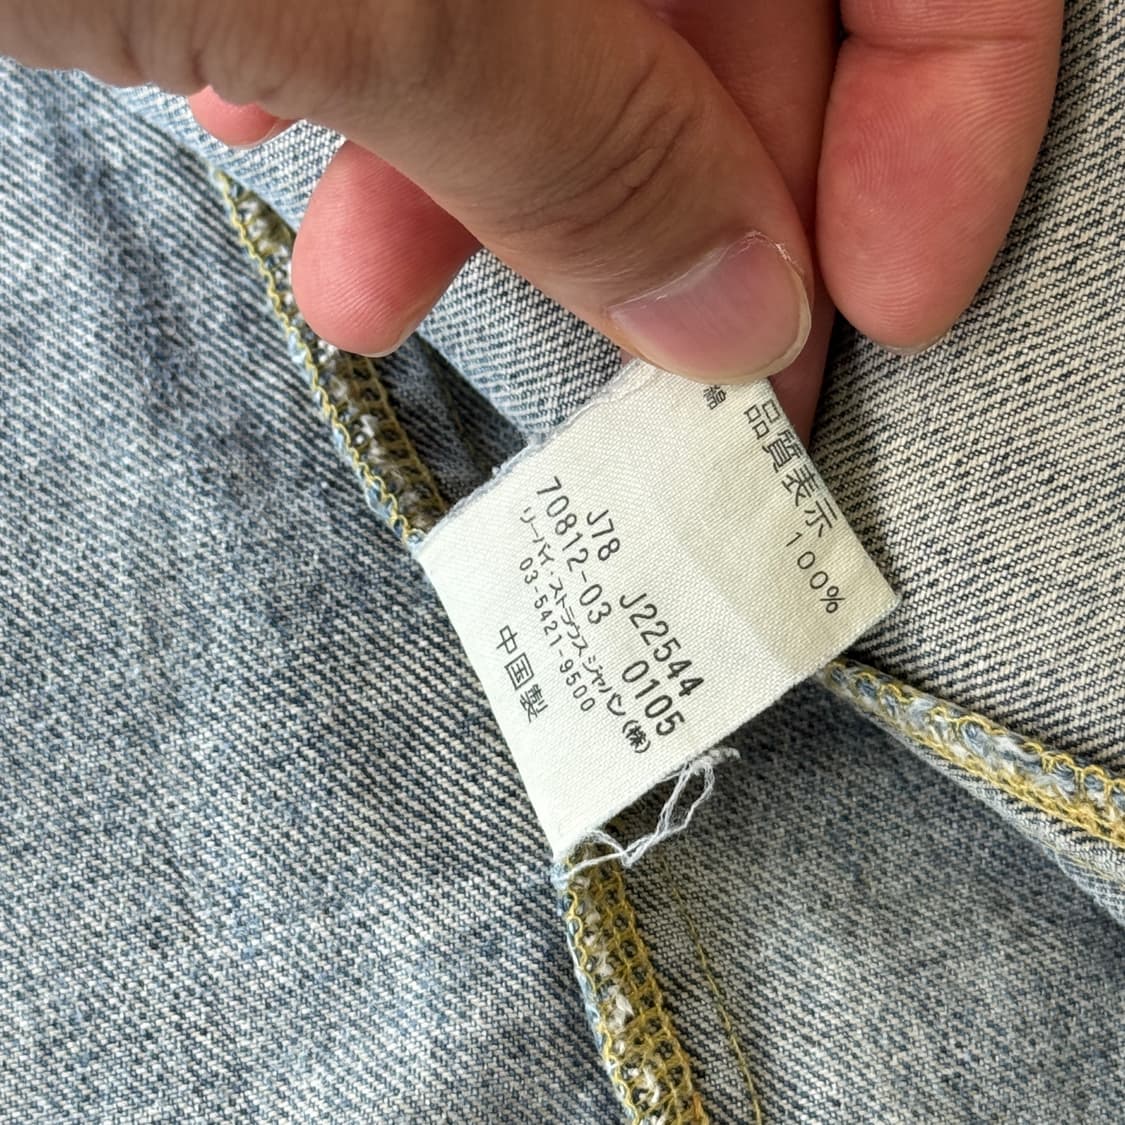 品質表示
綿 100%
J78 J22544
70812-03 0105
リーバイ・ストラウス ジャパン(株)
03-5421-9500
中国製